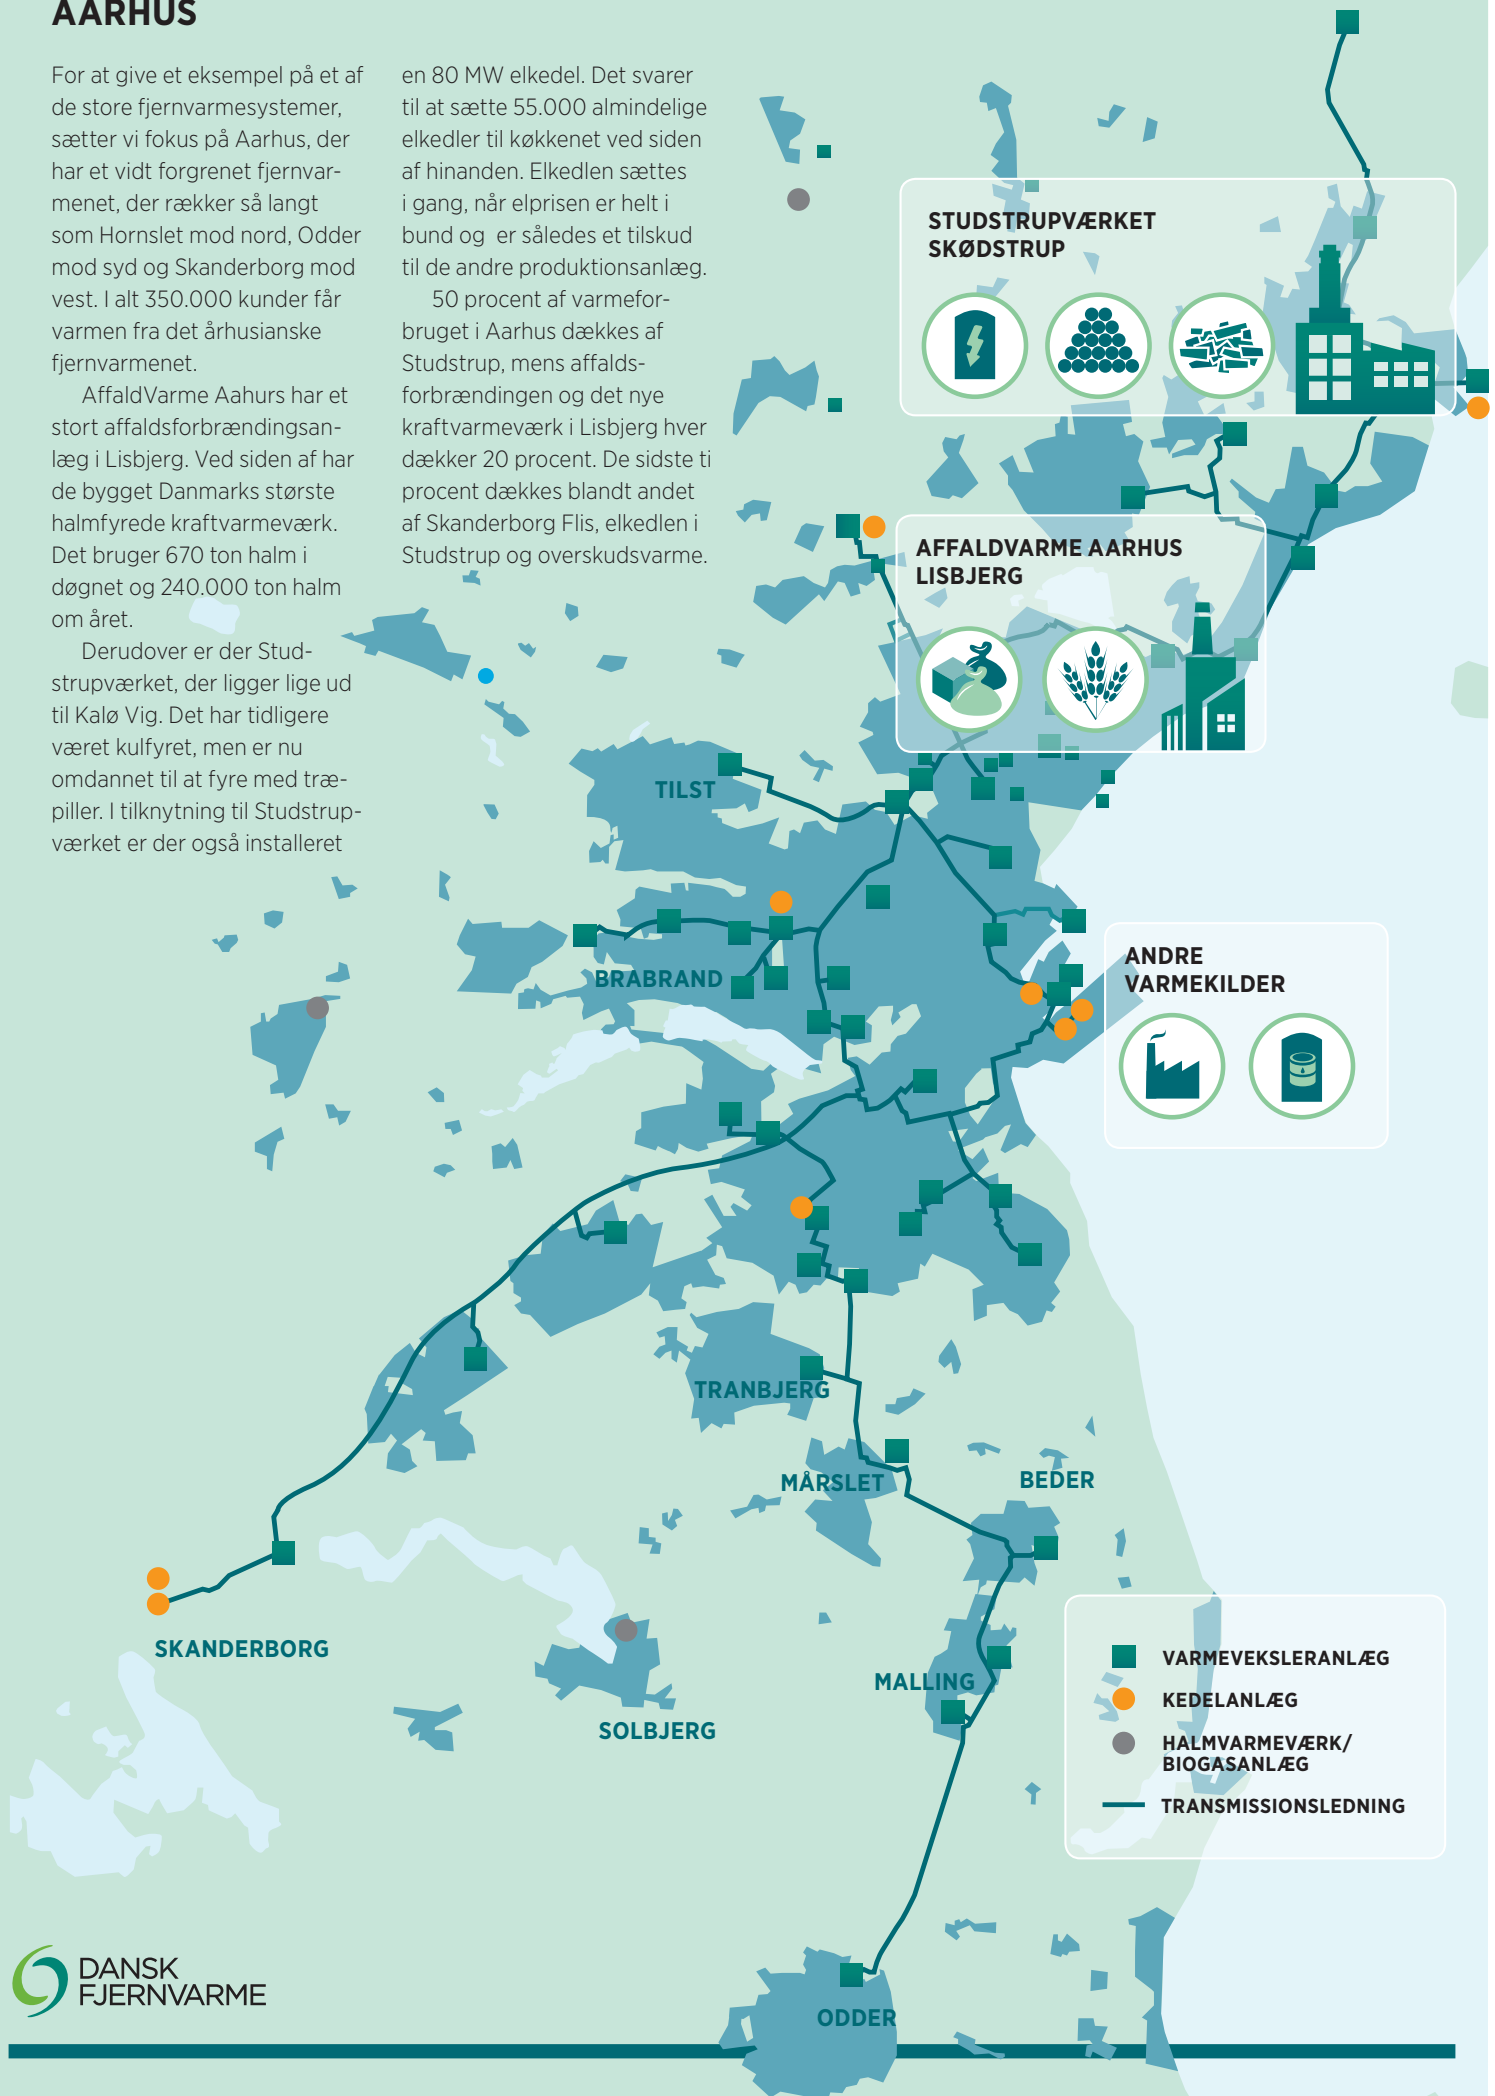 AARHUS
For at give et eksempel på et af
de store fjernvarmesystemer,
sætter vi fokus på Aarhus, der
har et vidt forgrenet fjernvar-
menet, der rækker så langt
som Hornslet mod nord, Odder
mod syd og Skanderborg mod
vest. I alt 350.000 kunder får
varmen fra det århusianske
fjernvarmenet.
AffaldVarme Aahurs har et
stort affaldsforbrændingsan-
læg i Lisbjerg. Ved siden af har
de bygget Danmarks største
halmfyrede kraftvarmeværk.
Det bruger 670 ton halm i
døgnet og 240.000 ton halm
om året.
Derudover er der Stud-
strupværket, der ligger lige ud
til Kalø Vig. Det har tidligere
været kulfyret, men er nu
omdannet til at fyre med træ-
piller. I tilknytning til Studstrup-
værket er der også installeret
en 80 MW elkedel. Det svarer
til at sætte 55.000 almindelige
elkedler til køkkenet ved siden
af hinanden. Elkedlen sættes
i gang, når elprisen er helt i
bund og er således et tilskud
til de andre produktionsanlæg.
50 procent af varmefor-
bruget i Aarhus dækkes af
Studstrup, mens affalds-
forbrændingen og det nye
kraftvarmeværk i Lisbjerg hver
dækker 20 procent. De sidste ti
procent dækkes blandt andet
af Skanderborg Flis, elkedlen i
Studstrup og overskudsvarme.
STUDSTRUPVÆRKET
SKØDSTRUP
AFFALDVARME AARHUS
LISBJERG
TILST
BRABRAND
ANDRE
VARMEKILDER
TRANBJERG
MÅRSLET
BEDER
SKANDERBORG
MALLING
SOLBJERG
VARMEVEKSLERANLÆG
KEDELANLÆG
HALMVARMEVÆRK/
BIOGASANLÆG
TRANSMISSIONSLEDNING
DANSK
FJERNVARME
ODDER